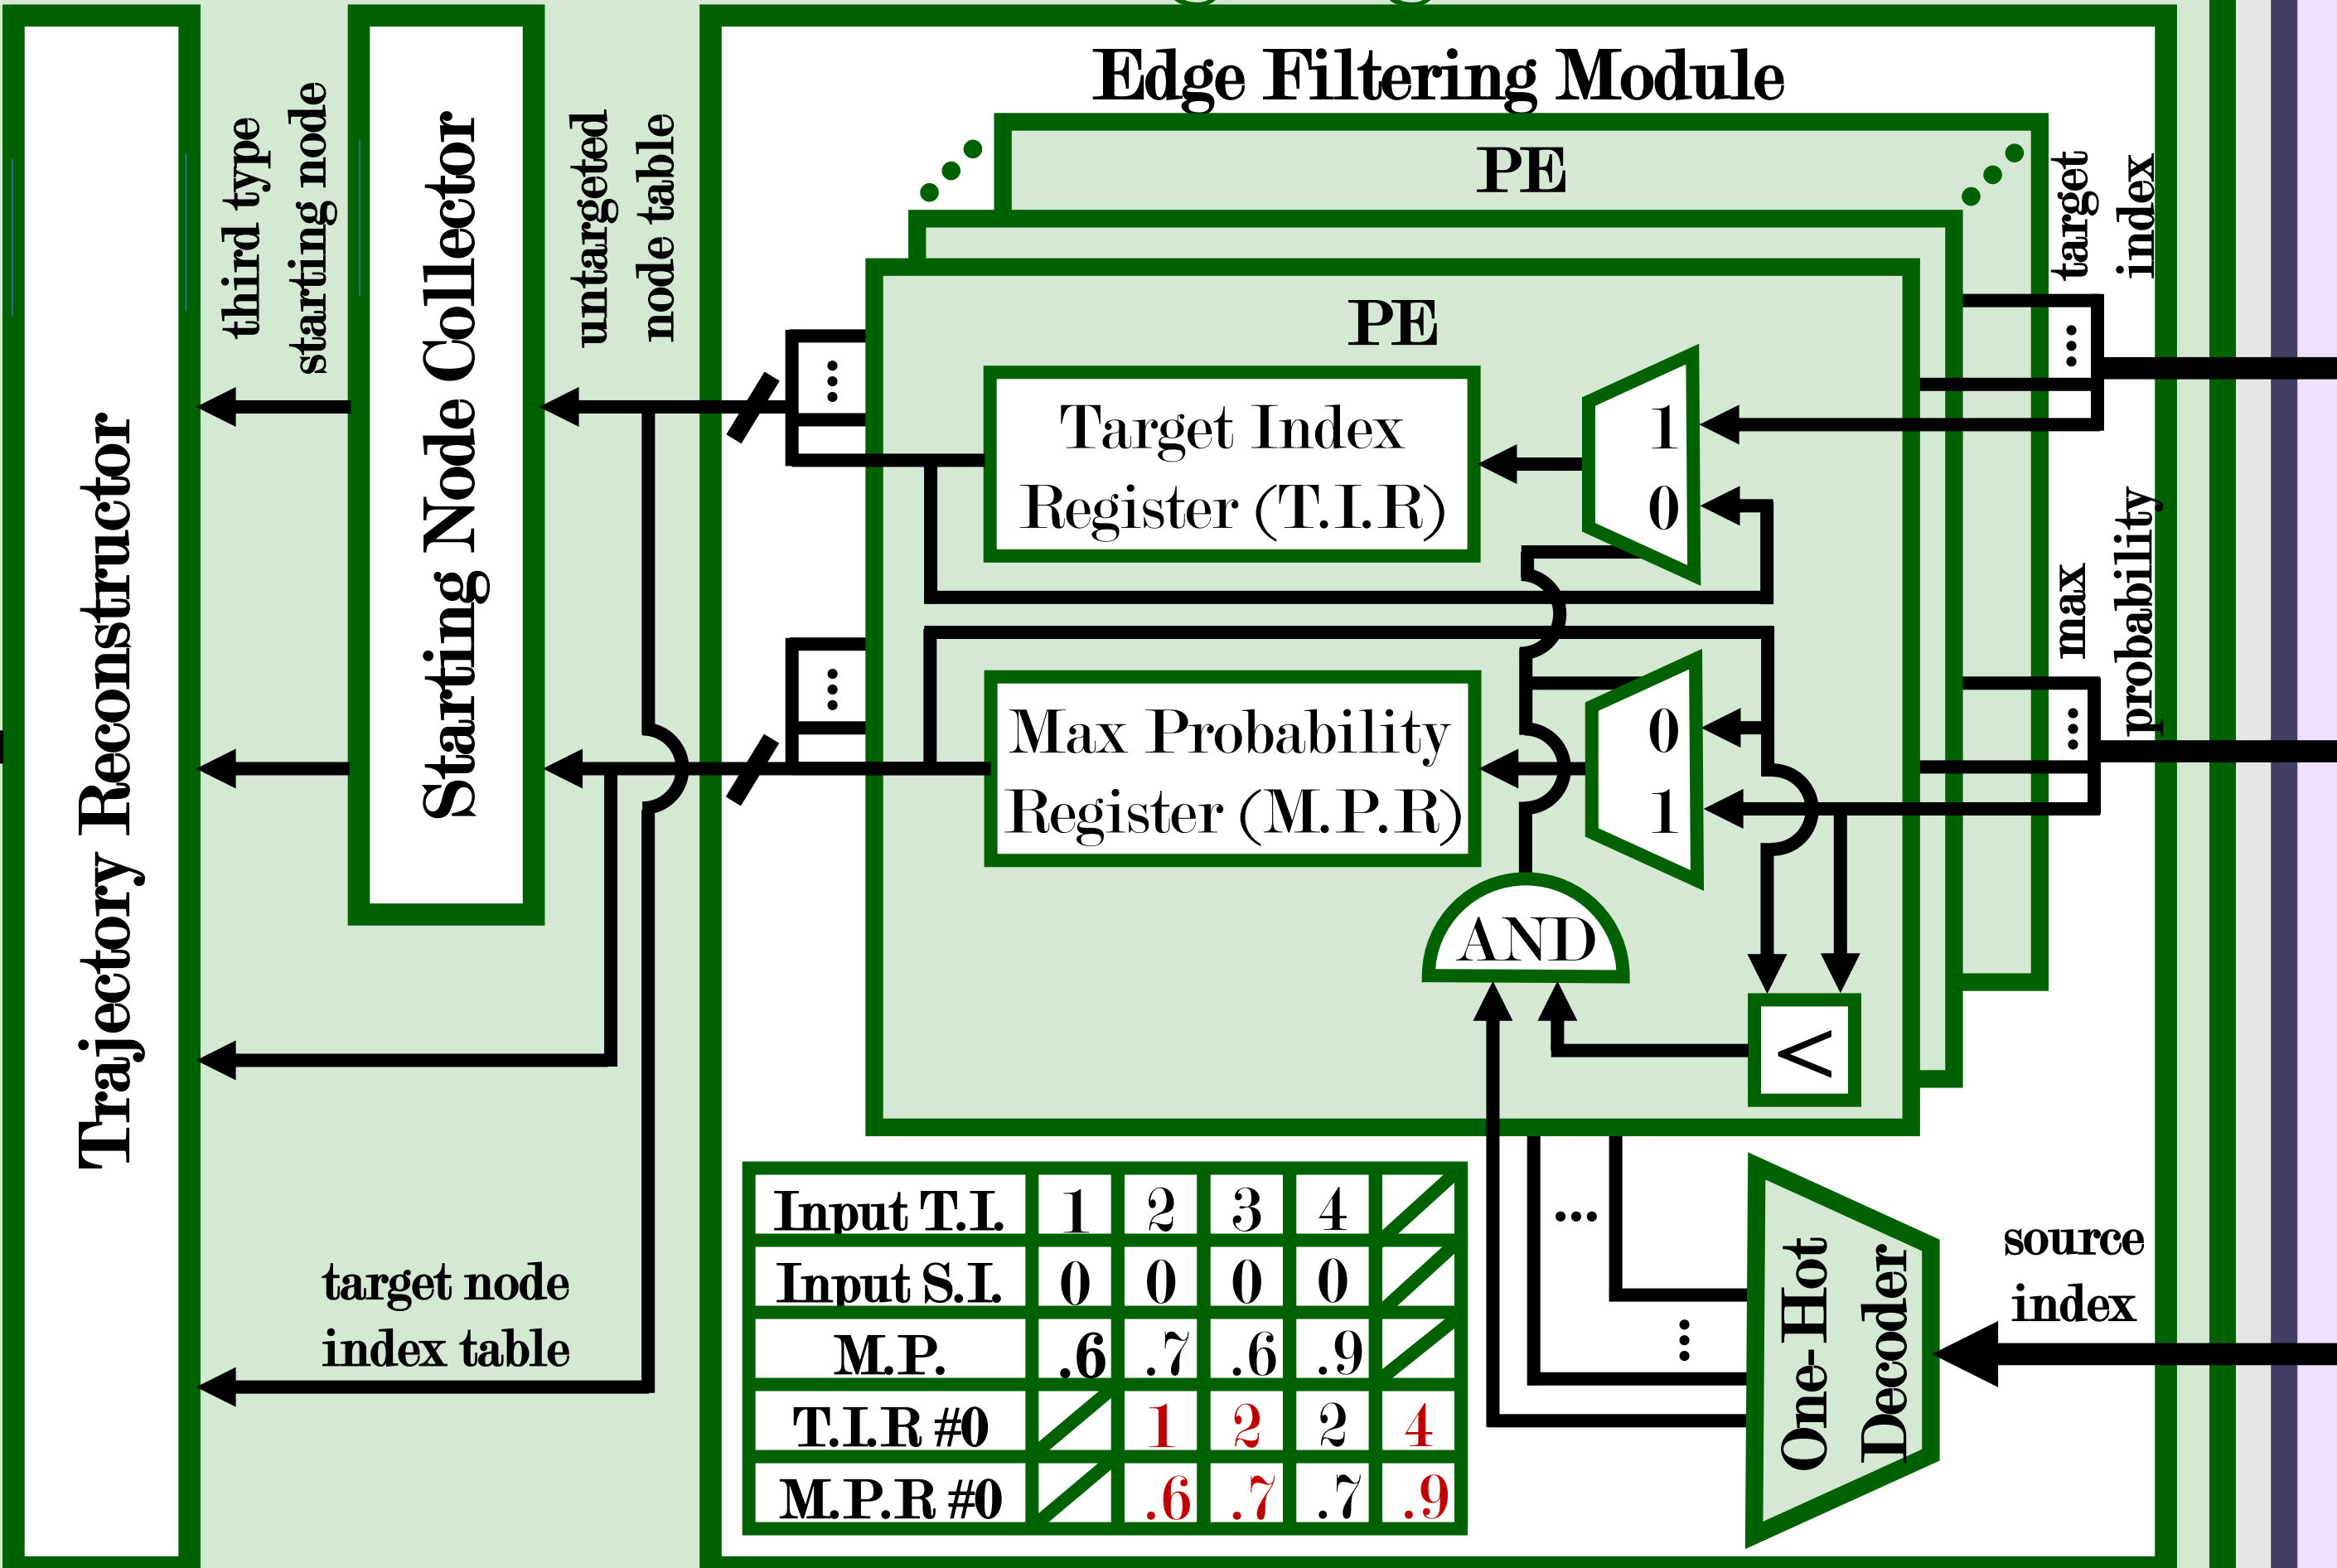 Edge Filtering Module
PE
PE
Trajectory Reconstructor
third type
starting node
Starting Node Collector
untargeted
node table
Target Index
Register (T.I.R)
1
0
target
index
Max Probability
Register (M.P.R)
0
1
max
probability
AND
<
target node
index table
Input T.I. 1 2 3 4
Input S.I. 0 0 0 0
M.P. .6 .7 .6 .9
T.I.R #0 1 2 2 4
M.P.R #0 .6 .7 .7 .9
One-Hot
Decoder
source
index